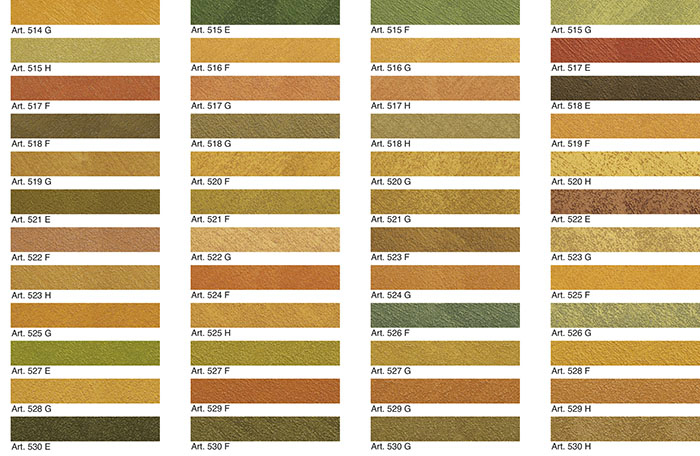 Art. 514 G
Art. 515 E
Art. 515 F
Art. 515 G
Art. 515 H
Art. 516 F
Art. 516 G
Art. 517 E
Art. 517 F
Art. 517 G
Art. 517 H
Art. 518 E
Art. 518 F
Art. 518 G
Art. 518 H
Art. 519 F
Art. 519 G
Art. 520 F
Art. 520 G
Art. 520 H
Art. 521 E
Art. 521 F
Art. 521 G
Art. 522 E
Art. 522 F
Art. 522 G
Art. 523 F
Art. 523 G
Art. 523 H
Art. 524 F
Art. 524 G
Art. 525 F
Art. 525 G
Art. 525 H
Art. 526 F
Art. 526 G
Art. 527 E
Art. 527 F
Art. 527 G
Art. 528 F
Art. 528 G
Art. 529 F
Art. 529 G
Art. 529 H
Art. 530 E
Art. 530 F
Art. 530 G
Art. 530 H